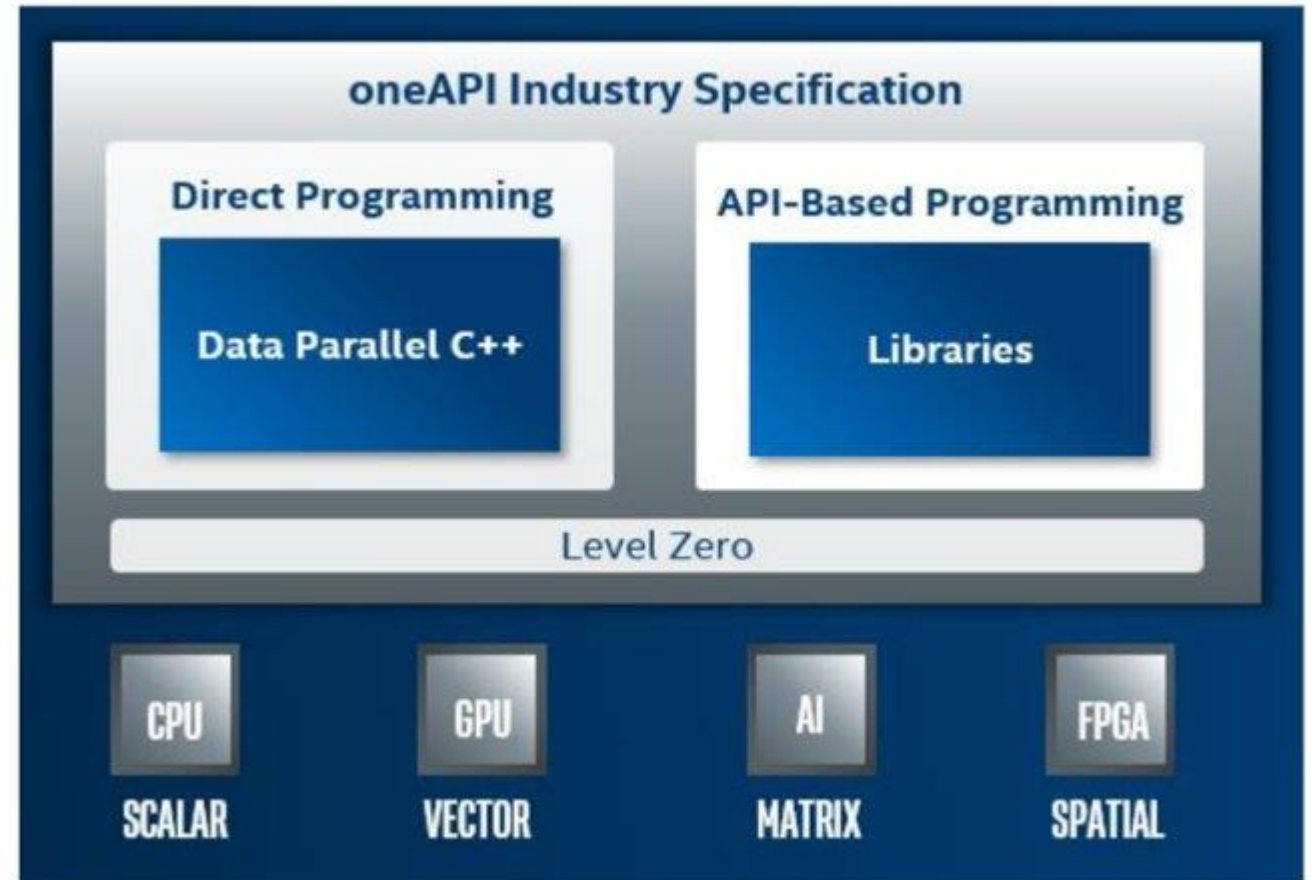 oneAPI Industry Specification
Direct Programming
Data Parallel C++
API-Based Programming
Libraries
Level Zero
CPU
GPU
AI
FPGA
SCALAR
VECTOR
MATRIX
SPATIAL